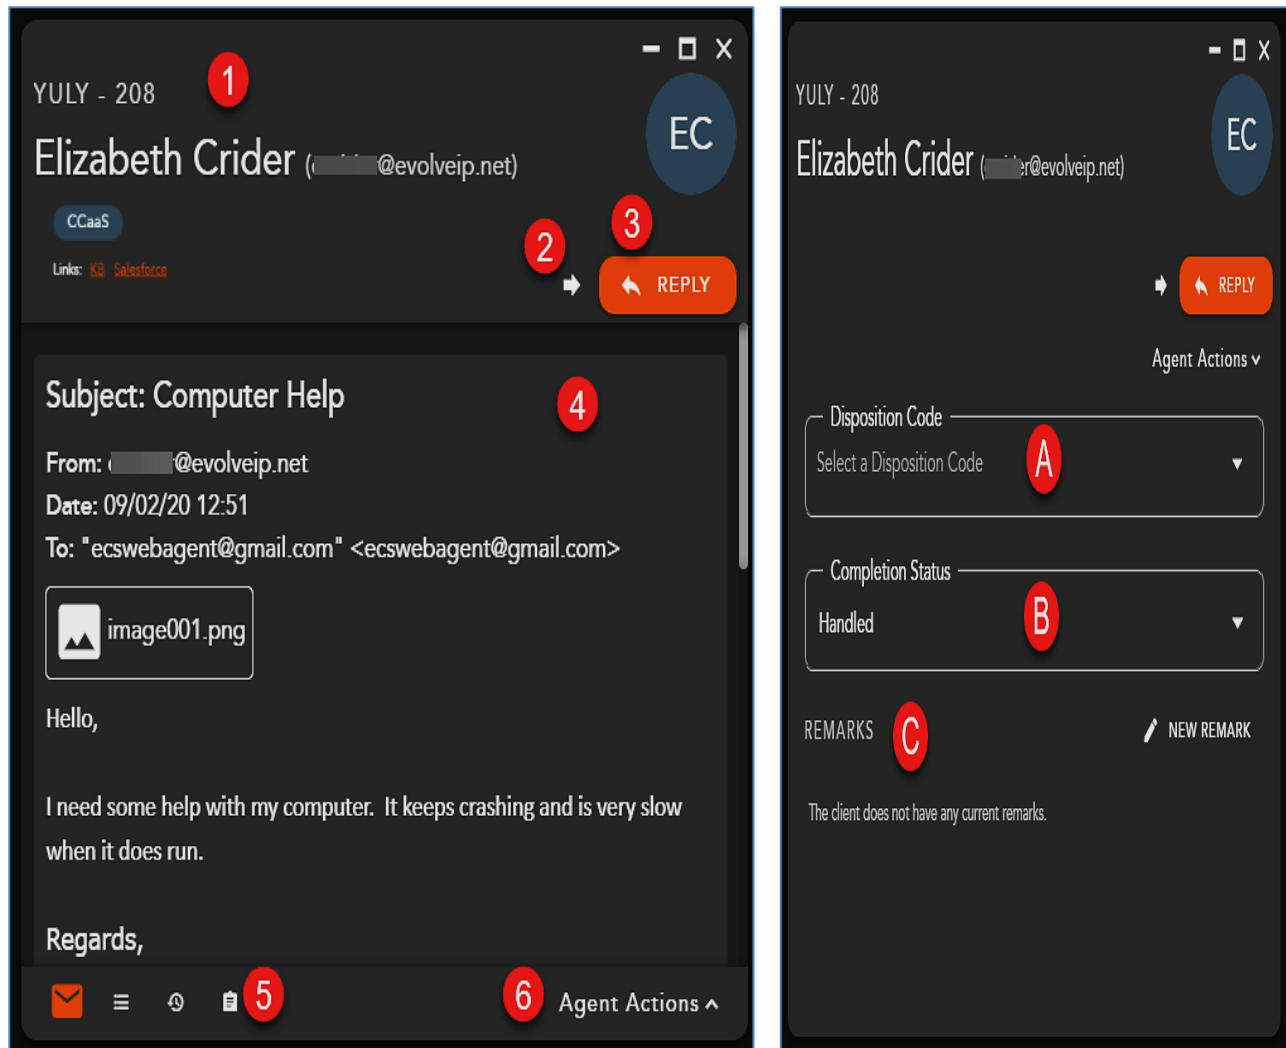 YULY - 208
1
Elizabeth Crider (@evolveip.net)
EC
CCaaS
Links: KB Salesforce
2
3
REPLY
Subject: Computer Help
4
From: @evolveip.net
Date: 09/02/20 12:51
To: "ecswebagent@gmail.com" <ecswebagent@gmail.com>
image001.png
Hello,
I need some help with my computer. It keeps crashing and is very slow
when it does run.
Regards,
5
6
Agent Actions
YULY - 208
Elizabeth Crider (er@evolveip.net)
EC
REPLY
Agent Actions
Disposition Code
Select a Disposition Code
A
Completion Status
Handled
B
REMARKS
C
NEW REMARK
The client does not have any current remarks.